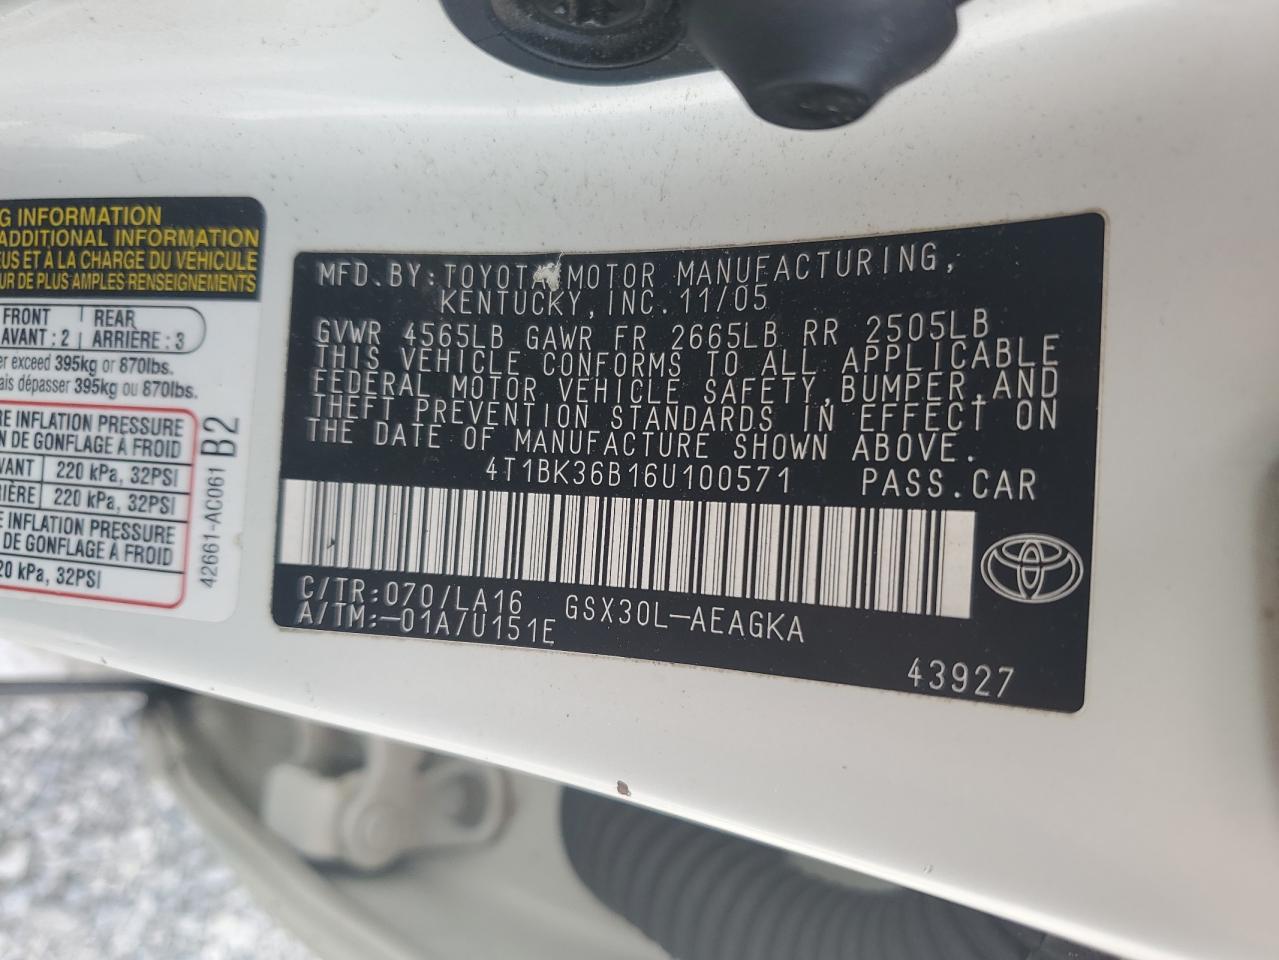 G INFORMATION
ADDITIONAL INFORMATION
EUS ET À LA CHARGE DU VÉHICULE
UR DE PLUS AMPLES RENSEIGNEMENTS
FRONT REAR
AVANT : 2 ARRIÈRE : 3
er exceed 395kg or 870lbs.
ais dépasser 395kg ou 870lbs.
RE INFLATION PRESSURE
N DE GONFLAGE À FROID
VANT 220 kPa, 32PSI
RIÈRE 220 kPa, 32PSI
E INFLATION PRESSURE
DE GONFLAGE À FROID
20 kPa, 32PSI
42661-AC061 B2
MFD.BY:TOYOTA MOTOR MANUFACTURING,
KENTUCKY, INC. 11/05
GVWR 4565LB GAWR FR 2665LB RR 2505LB
THIS VEHICLE CONFORMS TO ALL APPLICABLE
FEDERAL MOTOR VEHICLE SAFETY,BUMPER,AND
THEFT PREVENTION STANDARDS IN EFFECT ON
THE DATE OF MANUFACTURE SHOWN ABOVE.
4T1BK36B16U100571 PASS.CAR
C/TR:070/LA16 GSX30L-AEAGKA
A/TM:-01A/U151E
43927